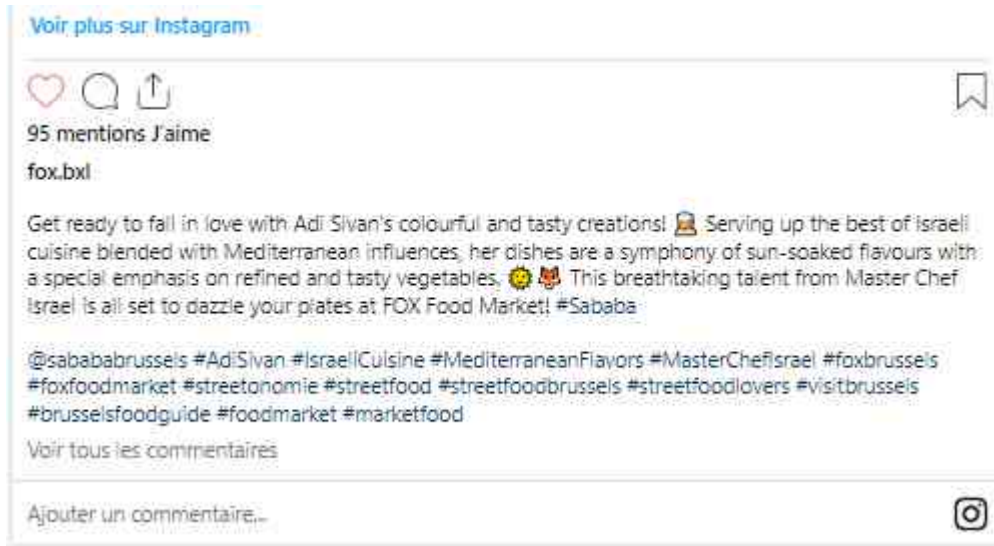 Voir plus sur Instagram
95 mentions J'aime
fox.bxl
Get ready to fall in love with Adi Sivan's colourful and tasty creations! 👩‍🍳 Serving up the best of Israeli
cuisine blended with Mediterranean influences, her dishes are a symphony of sun-soaked flavours with
a special emphasis on refined and tasty vegetables. 🌞🦊 This breathtaking talent from Master Chef
Israel is all set to dazzle your plates at FOX Food Market! #Sababa
@sabababrussels #AdiSivan #IsraeliCuisine #MediterraneanFlavors #MasterChefIsrael #foxbrussels
#foxfoodmarket #streetonomie #streetfood #streetfoodbrussels #streetfoodlovers #visitbrussels
#brusselsfoodguide #foodmarket #marketfood
Voir tous les commentaires
Ajouter un commentaire...